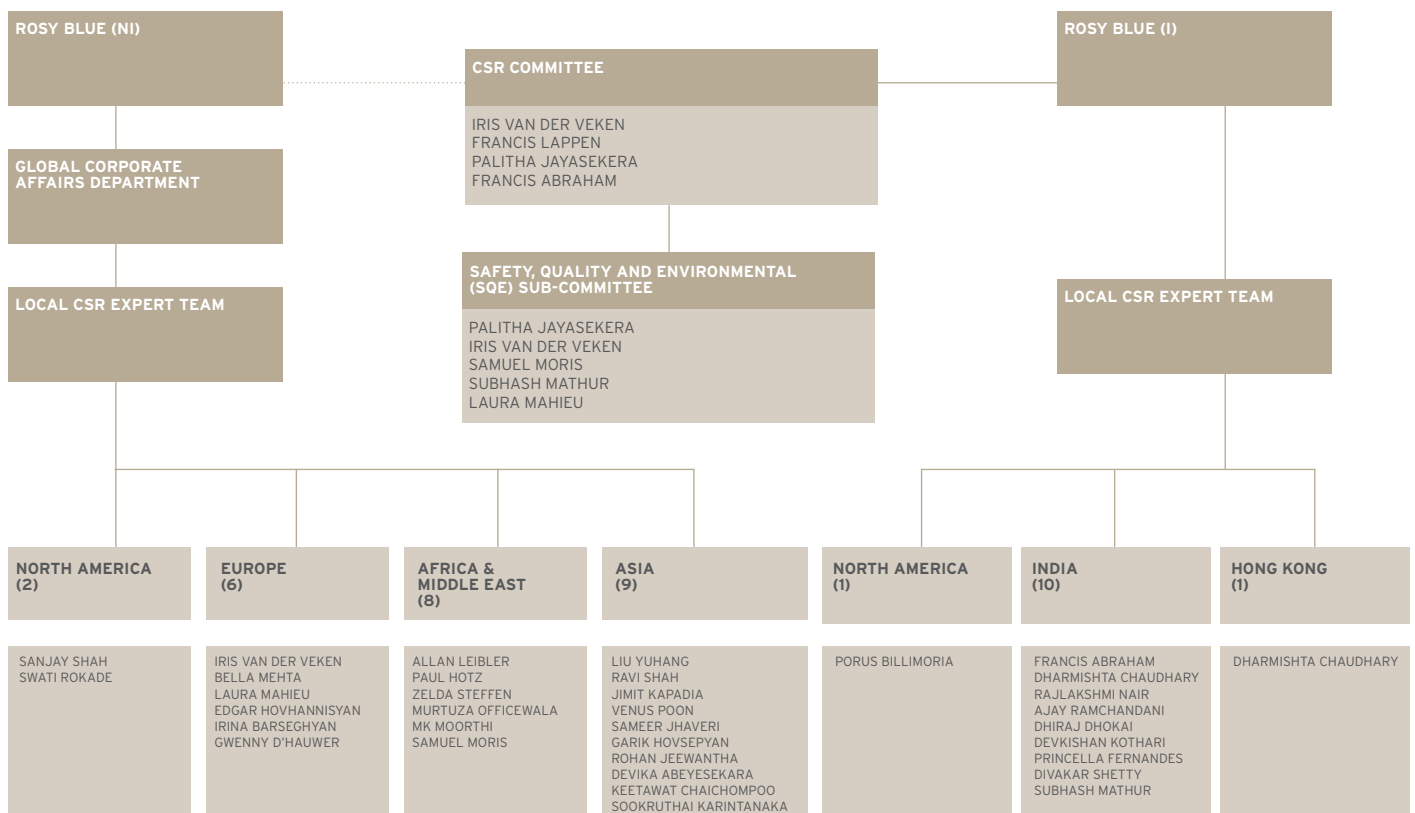 ROSY BLUE (NI)
CSR COMMITTEE
IRIS VAN DER VEKEN
FRANCIS LAPPEN
PALITHA JAYASEKERA
FRANCIS ABRAHAM
ROSY BLUE (I)
GLOBAL CORPORATE
AFFAIRS DEPARTMENT
SAFETY, QUALITY AND ENVIRONMENTAL
(SQE) SUB-COMMITTEE
PALITHA JAYASEKERA
IRIS VAN DER VEKEN
SAMUEL MORIS
SUBHASH MATHUR
LAURA MAHIEU
LOCAL CSR EXPERT TEAM
LOCAL CSR EXPERT TEAM
NORTH AMERICA
(2)
SANJAY SHAH
SWATI ROKADE
EUROPE
(6)
IRIS VAN DER VEKEN
BELLA MEHTA
LAURA MAHIEU
EDGAR HOVHANNISYAN
IRINA BARSEGHYAN
GWENNY D'HAUWER
AFRICA &
MIDDLE EAST
(8)
ALLAN LEIBLER
PAUL HOTZ
ZELDA STEFFEN
MURTUZA OFFICEWALA
MK MOORTHI
SAMUEL MORIS
ASIA
(9)
LIU YUHANG
RAVI SHAH
JIMIT KAPADIA
VENUS POON
SAMEER JHAVERI
GARIK HOVSEPYAN
ROHAN JEEWANTHA
DEVIKA ABEYESEKARA
KEETAWAT CHAICHOMPOO
SOOKRUTHAI KARINTANAKA
NORTH AMERICA
(1)
PORUS BILLIMORIA
INDIA
(10)
FRANCIS ABRAHAM
DHARMISHTA CHAUDHARY
RAJLAKSHMI NAIR
AJAY RAMCHANDANI
DHIRAJ DHOKAI
DEVKISHAN KOTHARI
PRINCELLA FERNANDES
DIVAKAR SHETTY
SUBHASH MATHUR
HONG KONG
(1)
DHARMISHTA CHAUDHARY